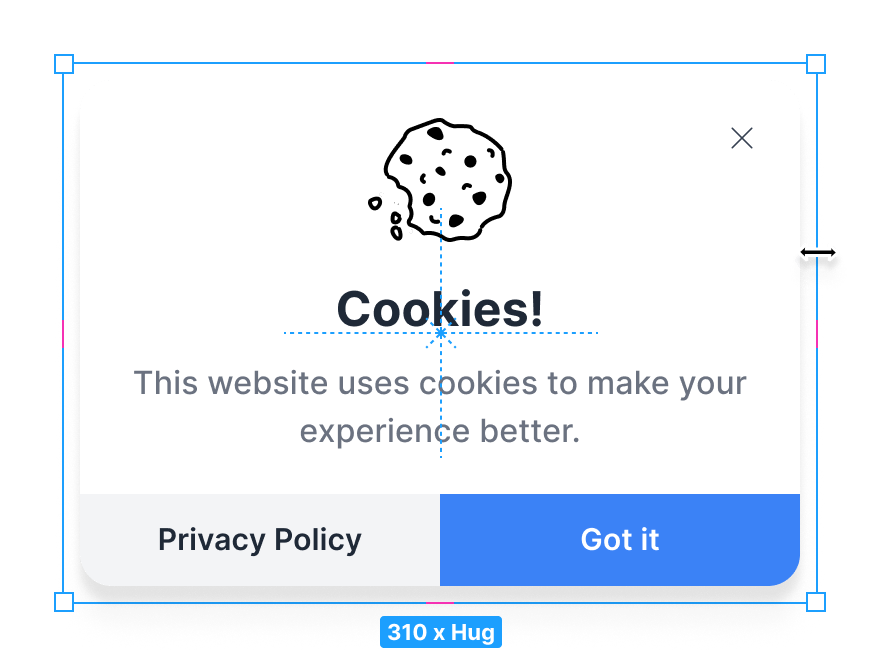 Cookies!
This website uses cookies to make your
experience better.
Privacy Policy
Got it
310 x Hug